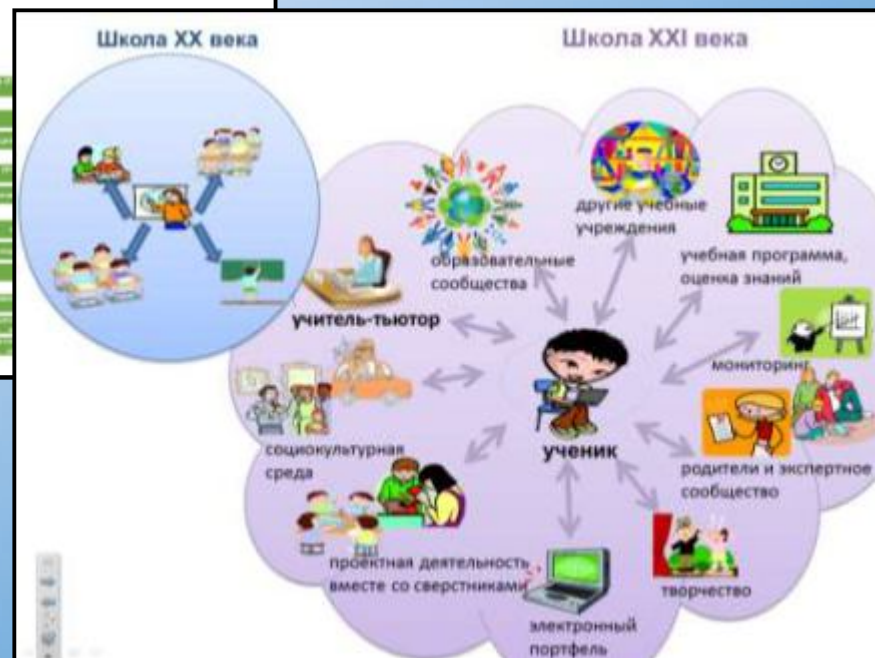 Школа XX века
Школа XXI века
другие учебные
учреждения
образовательные
сообщества
учебная программа,
оценка знаний
учитель-тьютор
мониторинг
социокультурная
среда
ученик
родители и экспертное
сообщество
проектная деятельность
вместе со сверстниками
творчество
электронный
портфель